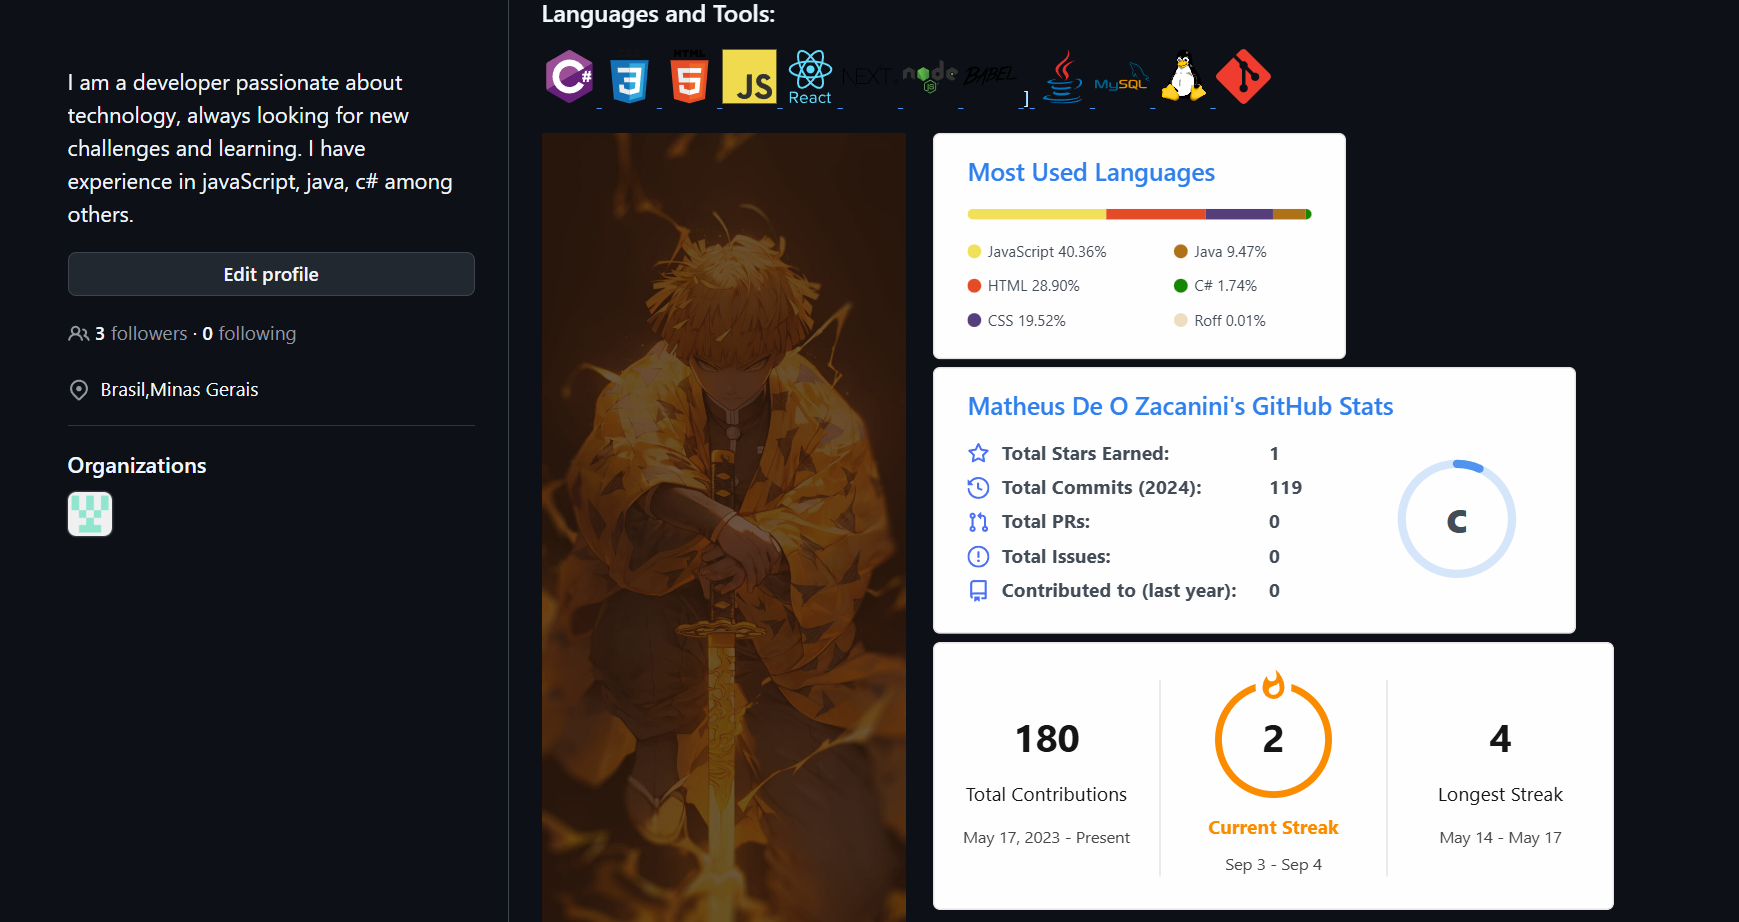 I am a developer passionate about
technology, always looking for new
challenges and learning. I have
experience in javaScript, java, c# among
others.
Edit profile
3 followers · 0 following
Brasil,Minas Gerais
Organizations
Languages and Tools:
C# 3 HTML 5 JS React NEXT.js node js BABEL ] Java MySQL
Most Used Languages
JavaScript 40.36%
HTML 28.90%
CSS 19.52%
Java 9.47%
C# 1.74%
Roff 0.01%
Matheus De O Zacanini's GitHub Stats
Total Stars Earned: 1
Total Commits (2024): 119
Total PRs: 0
Total Issues: 0
Contributed to (last year): 0
C
180
Total Contributions
May 17, 2023 - Present
2
Current Streak
Sep 3 - Sep 4
4
Longest Streak
May 14 - May 17